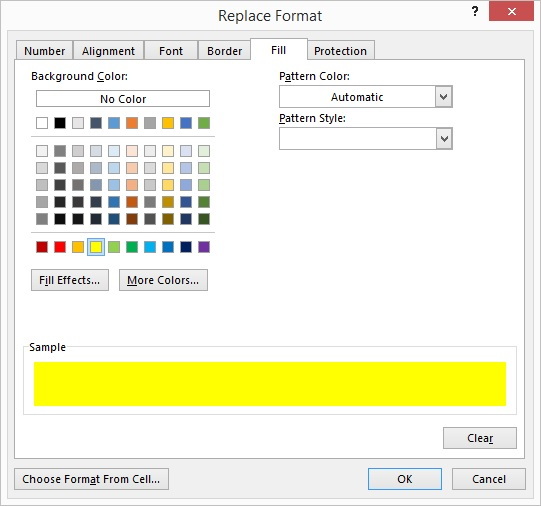 Replace Format
?
Number Alignment Font Border Fill Protection
Background Color:
No Color
Pattern Color:
Automatic
Pattern Style:
Fill Effects... More Colors...
Sample
Clear
Choose Format From Cell... OK Cancel